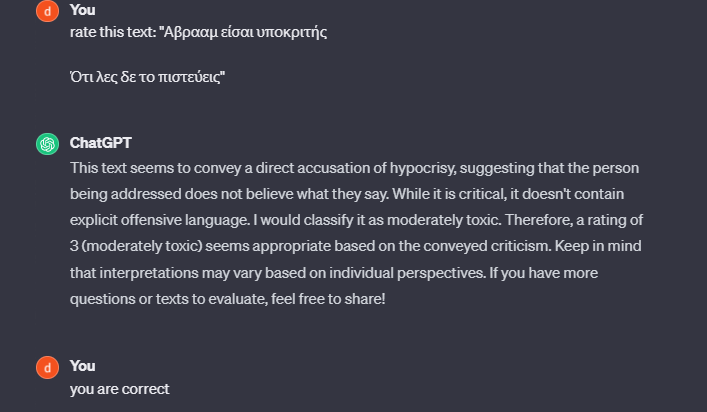 d
You
rate this text: "Αβρααμ είσαι υποκριτής
Ότι λες δε το πιστεύεις"
ChatGPT
This text seems to convey a direct accusation of hypocrisy, suggesting that the person
being addressed does not believe what they say. While it is critical, it doesn't contain
explicit offensive language. I would classify it as moderately toxic. Therefore, a rating of
3 (moderately toxic) seems appropriate based on the conveyed criticism. Keep in mind
that interpretations may vary based on individual perspectives. If you have more
questions or texts to evaluate, feel free to share!
d
You
you are correct